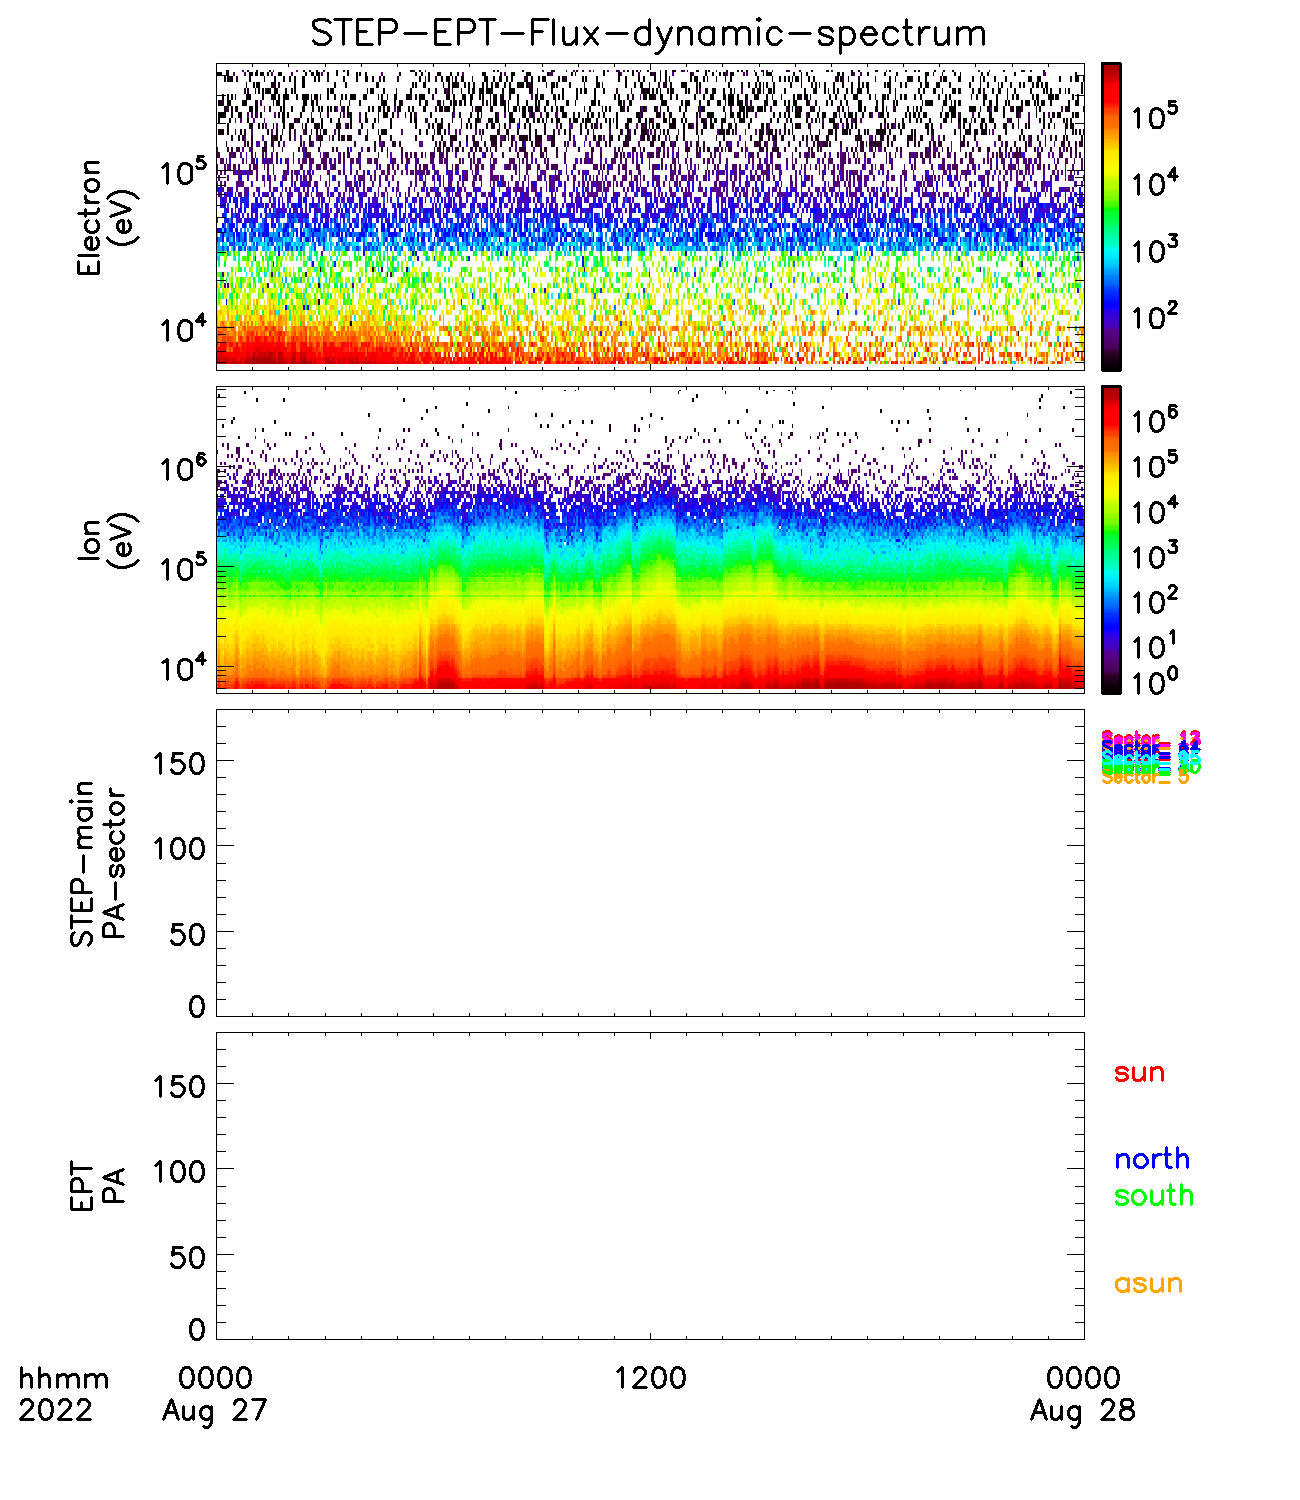 STEP-EPT-Flux-dynamic-spectrum
Electron
(eV)
10^5
10^4
10^5
10^4
10^3
10^2
Ion
(eV)
10^6
10^5
10^4
10^6
10^5
10^4
10^3
10^2
10^1
10^0
STEP-main
PA-sector
150
100
50
0
Sector_ 5
EPT
PA
150
100
50
0
sun
north
south
asun
hhmm
2022
0000
Aug 27
1200
0000
Aug 28